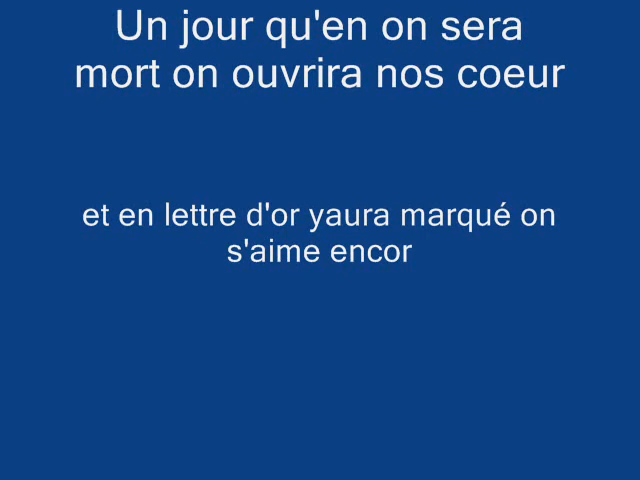 Un jour qu'en on sera
mort on ouvrira nos coeur
et en lettre d'or yaura marqué on
s'aime encor